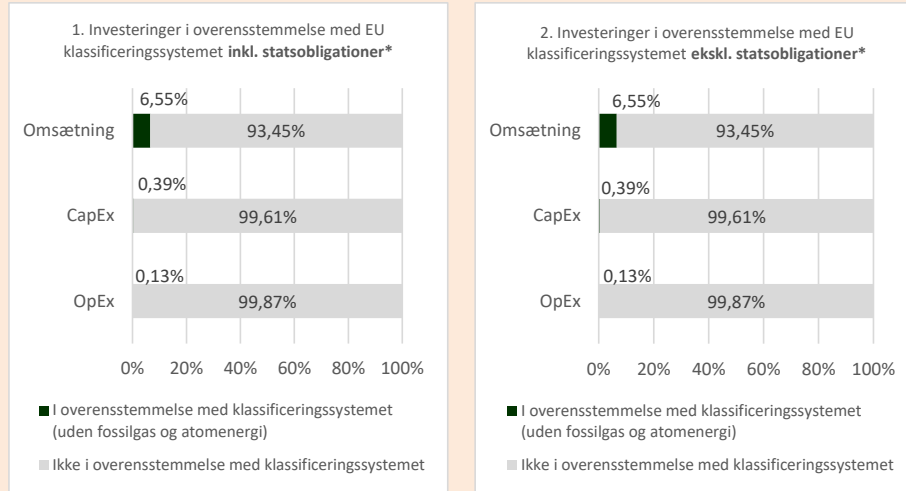 1. Investeringer i overensstemmelse med EU
klassificeringssystemet inkl. statsobligationer*
6,55%
Omsætning
93,45%
0,39%
CapEx
99,61%
0,13%
OpEx
99,87%
0% 20% 40% 60% 80% 100%
I overensstemmelse med klassificeringssystemet
(uden fossilgas og atomenergi)
Ikke i overensstemmelse med klassificeringssystemet
2. Investeringer i overensstemmelse med EU
klassificeringssystemet ekskl. statsobligationer*
6,55%
Omsætning
93,45%
0,39%
CapEx
99,61%
0,13%
OpEx
99,87%
0% 20% 40% 60% 80% 100%
I overensstemmelse med klassificeringssystemet
(uden fossilgas og atomenergi)
Ikke i overensstemmelse med klassificeringssystemet